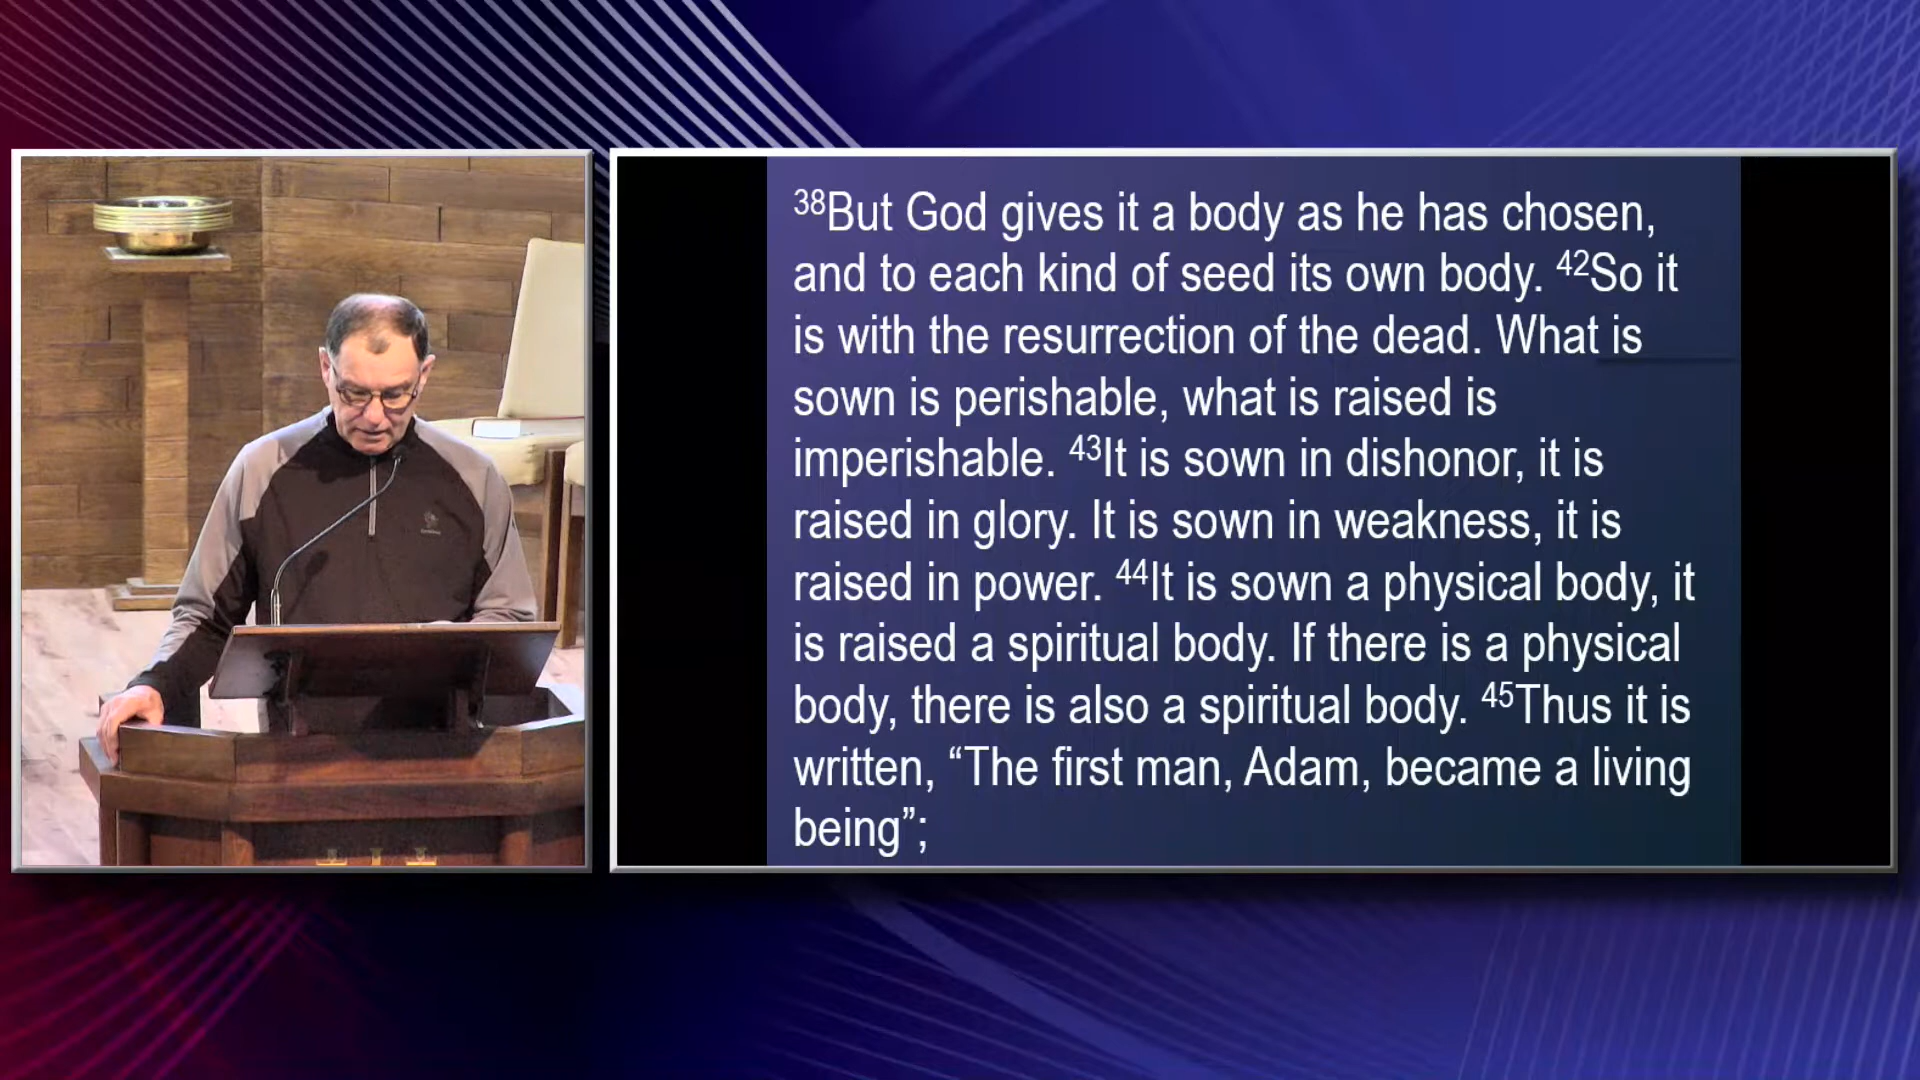 ³⁸But God gives it a body as he has chosen,
and to each kind of seed its own body. ⁴²So it
is with the resurrection of the dead. What is
sown is perishable, what is raised is
imperishable. ⁴³It is sown in dishonor, it is
raised in glory. It is sown in weakness, it is
raised in power. ⁴⁴It is sown a physical body, it
is raised a spiritual body. If there is a physical
body, there is also a spiritual body. ⁴⁵Thus it is
written, “The first man, Adam, became a living
being”;